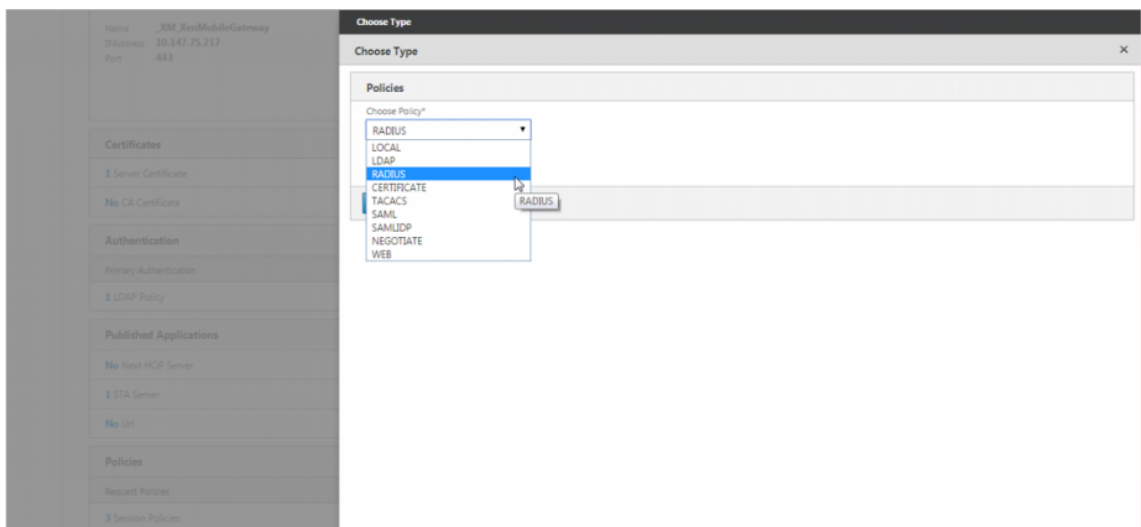 Name _XM_XenMobileGateway
IPAddress 10.147.75.217
Port 443
Certificates
1 Server Certificate
No CA Certificate
Authentication
Primary Authentication
1 LDAP Policy
Published Applications
No Next HOP Server
1 STA Server
No Url
Policies
Request Policies
3 Session Policies
Choose Type
Choose Type ×
Policies
Choose Policy*
RADIUS
LOCAL
LDAP
RADIUS
CERTIFICATE
TACACS
SAML
SAMLIDP
NEGOTIATE
WEB
RADIUS